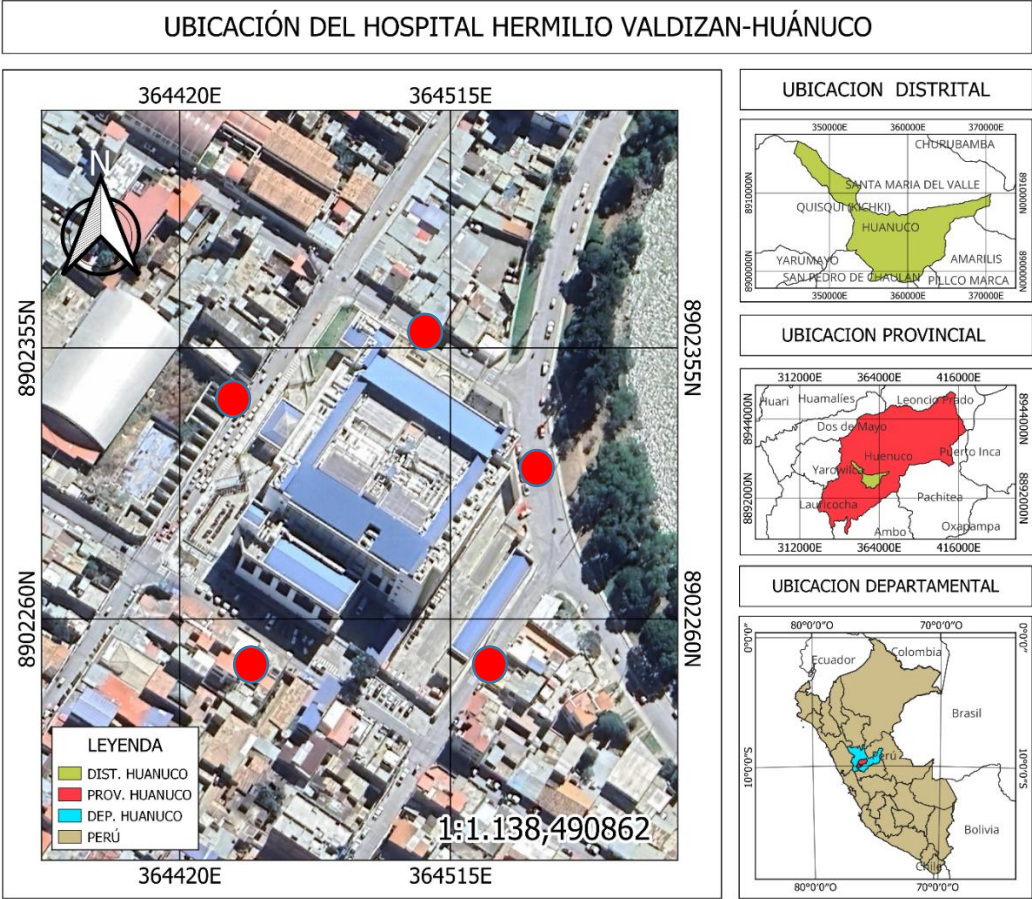 UBICACIÓN DEL HOSPITAL HERMILIO VALDIZAN-HUÁNUCO
364420E 364515E
N
8902355N 8902355N
8902260N 8902260N
LEYENDA
DIST. HUANUCO
PROV. HUANUCO
DEP. HUANUCO
PERÚ
1:1.138,490862
364420E 364515E
UBICACION DISTRITAL
350000E 360000E 370000E
CHURUBAMBA
SANTA MARIA DEL VALLE
8910000N 8910000N
QUISQUI (KICHKI)
HUANUCO
YARUMAYO AMARILIS
8900000N 8900000N
SAN PEDRO DE CHAULAN PILLCO MARCA
350000E 360000E 370000E
UBICACION PROVINCIAL
312000E 364000E 416000E
Huari Huamalíes Leoncio Prado
8944000N 8944000N
Dos de Mayo
Huenuco Puerto Inca
Yarowilca
Lauricocha Pachitea
8892000N 8892000N
Ambo Oxapampa
312000E 364000E 416000E
UBICACION DEPARTAMENTAL
80°0'0"O 70°0'0"O
0°0'0" 0°0'0"
Ecuador Colombia
Brasil
Perú
10°0'0"S 10°0'0"S
Bolivia
Chile
80°0'0"O 70°0'0"O